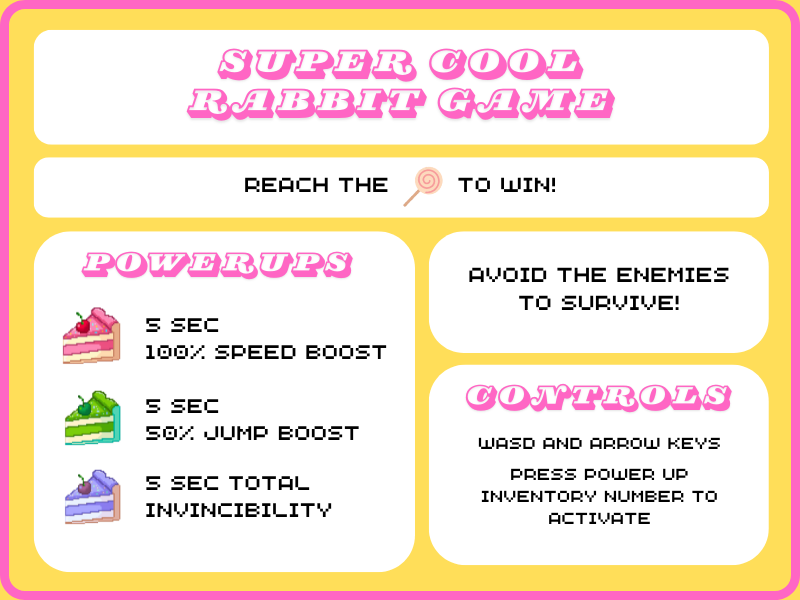 SUPER COOL
RABBIT GAME
REACH THE TO WIN!
POWERUPS
5 SEC
100% SPEED BOOST
5 SEC
50% JUMP BOOST
5 SEC TOTAL
INVINCIBILITY
AVOID THE ENEMIES
TO SURVIVE!
CONTROLS
WASD AND ARROW KEYS
PRESS POWER UP
INVENTORY NUMBER TO
ACTIVATE